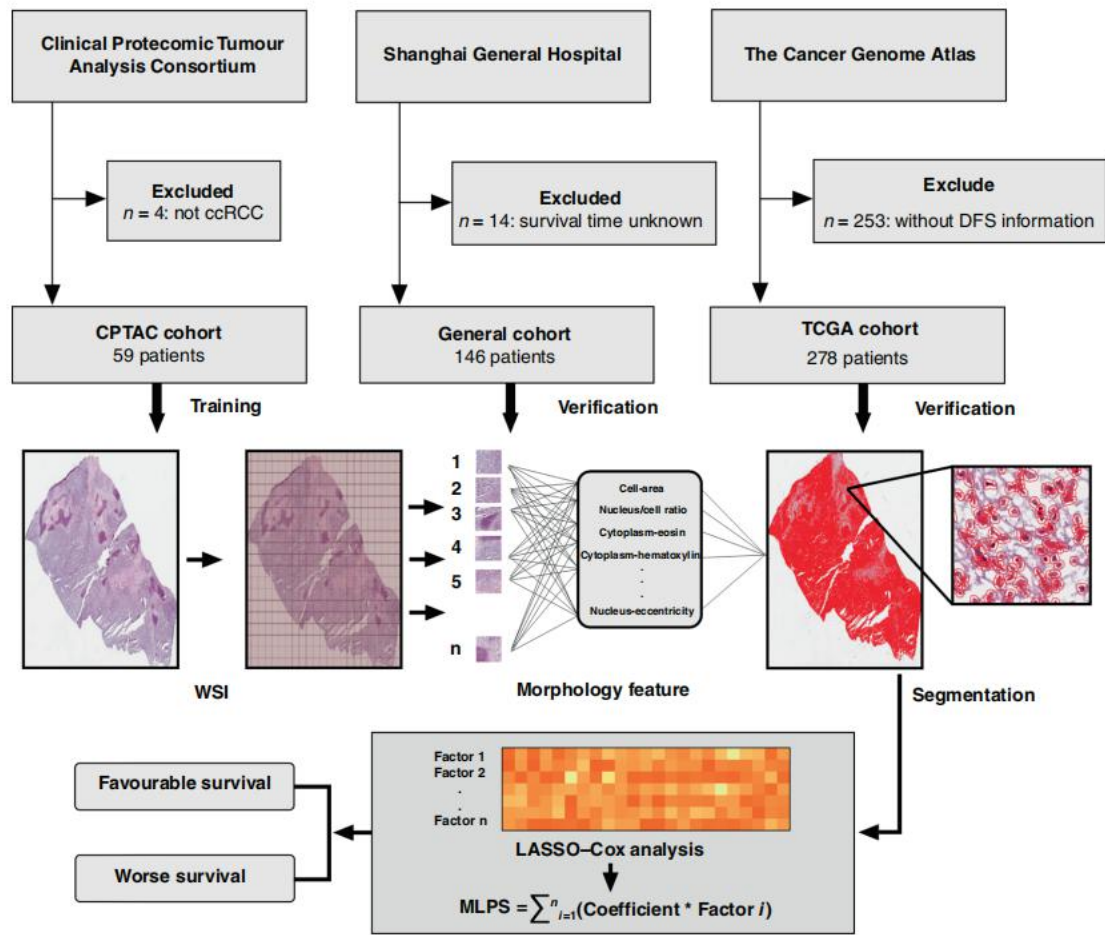 Clinical Protecomic Tumour
Analysis Consortium
Shanghai General Hospital
The Cancer Genome Atlas
Excluded
n = 4: not ccRCC
Excluded
n = 14: survival time unknown
Exclude
n = 253: without DFS information
CPTAC cohort
59 patients
General cohort
146 patients
TCGA cohort
278 patients
Training
Verification
Verification
1
2
3
4
5
n
Cell-area
Nucleus/cell ratio
Cytoplasm-eosin
Cytoplasm-hematoxylin
.
.
.
Nucleus-eccentricity
WSI
Morphology feature
Segmentation
Favourable survival
Worse survival
Factor 1
Factor 2
.
.
Factor n
LASSO–Cox analysis
MLPS = ∑ⁿᵢ₌₁(Coefficient * Factor i)